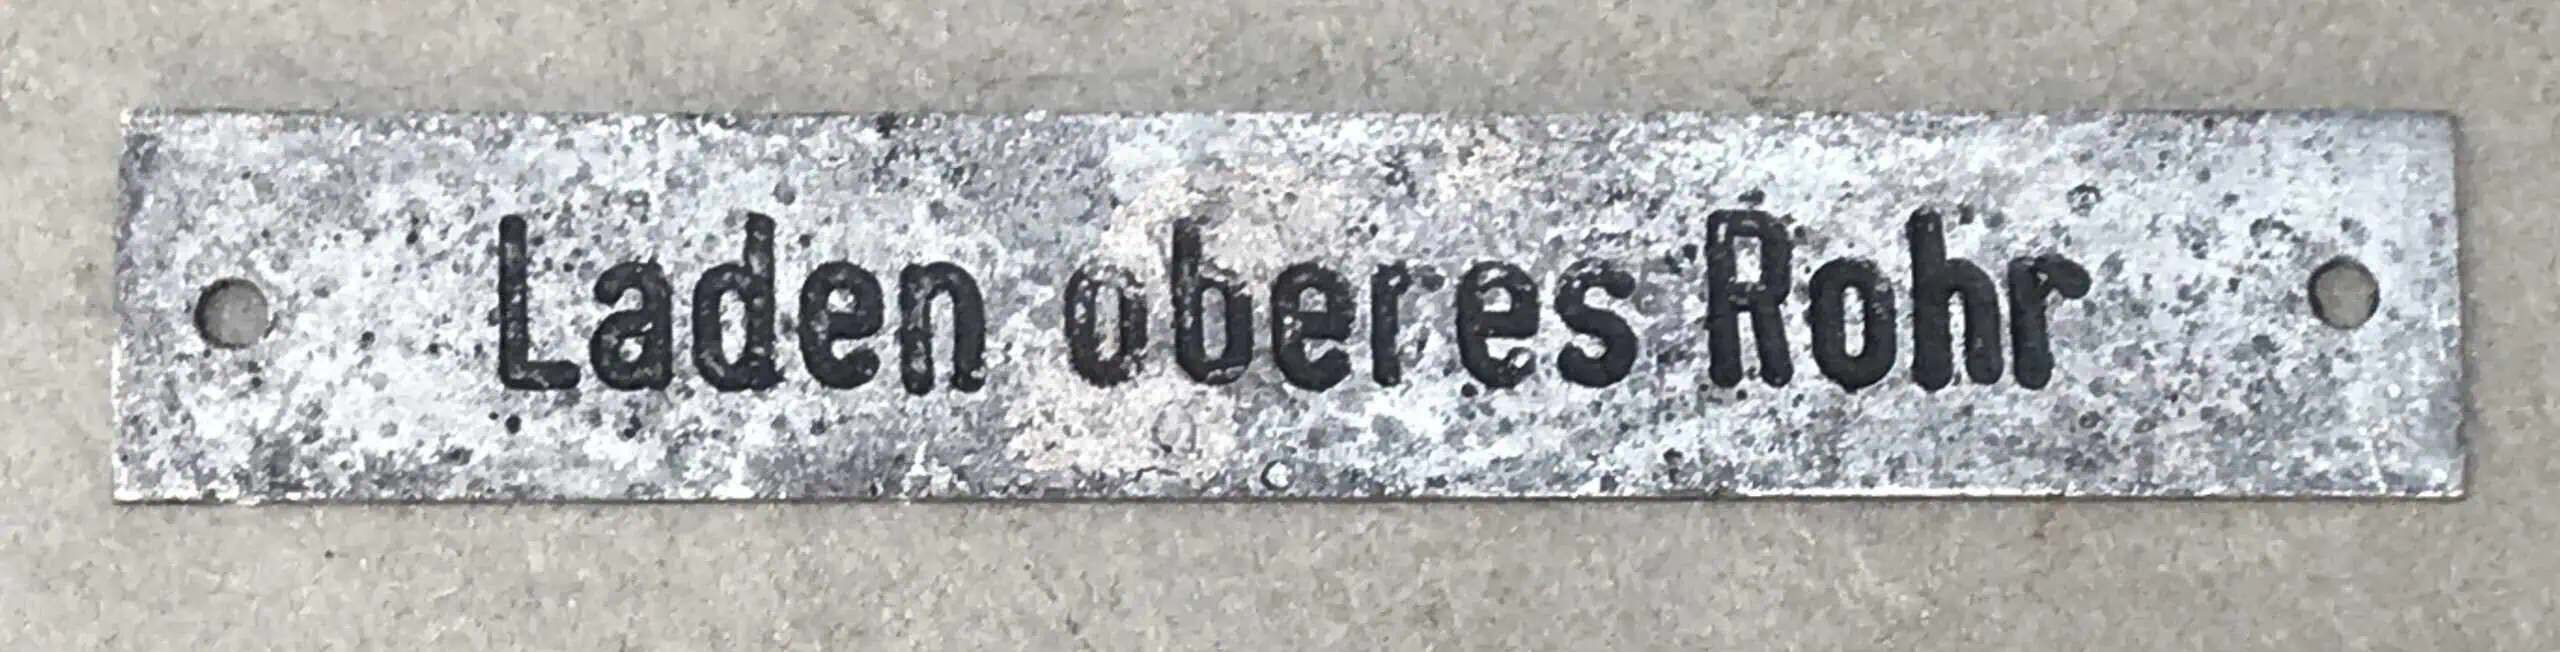 Laden oberes Rohr